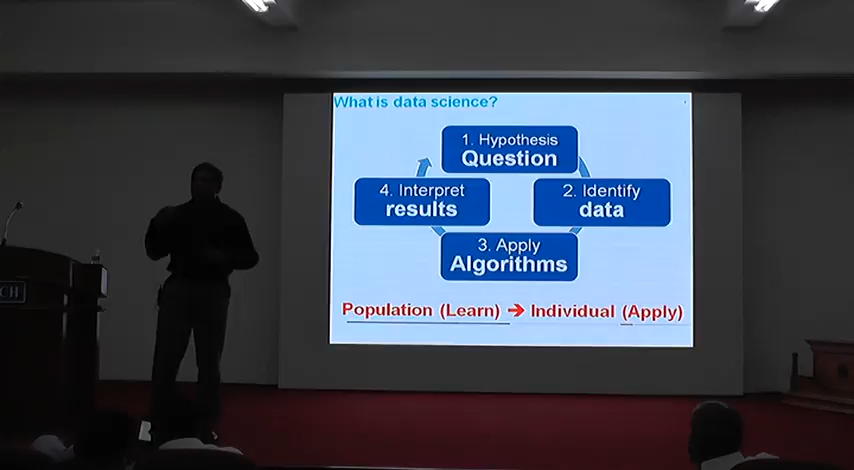 What is data science?
1. Hypothesis
Question
2. Identify
data
3. Apply
Algorithms
4. Interpret
results
Population (Learn) ➔ Individual (Apply)
CH